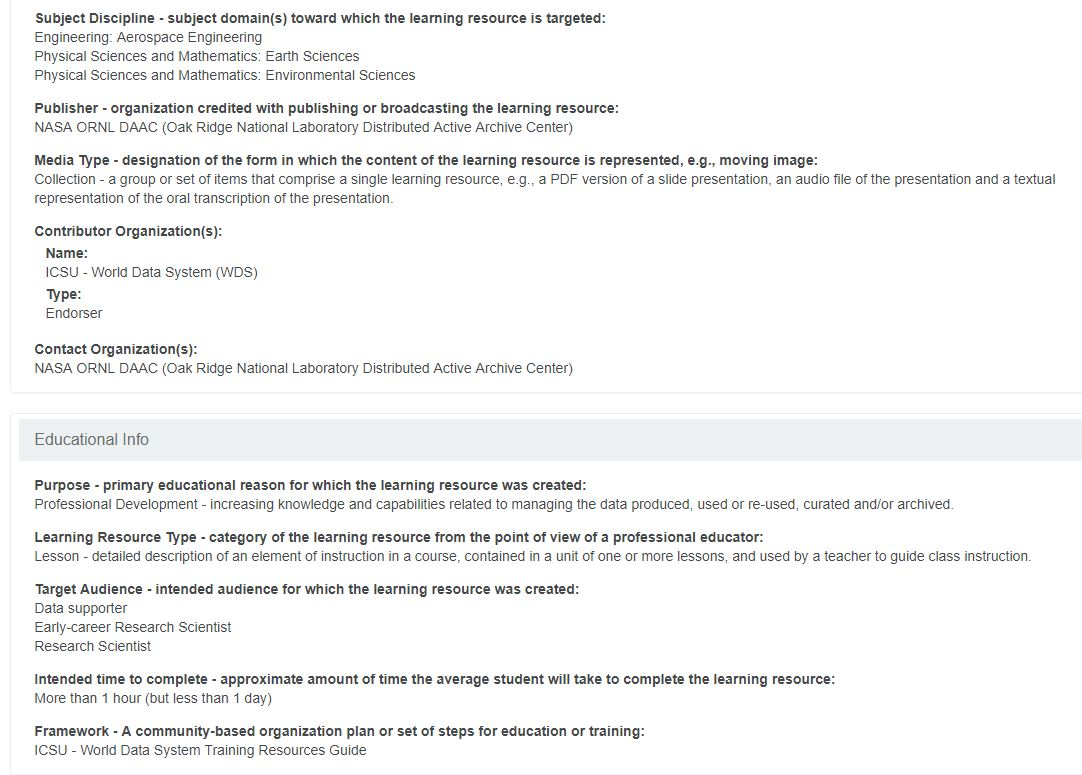 Subject Discipline - subject domain(s) toward which the learning resource is targeted:
Engineering: Aerospace Engineering
Physical Sciences and Mathematics: Earth Sciences
Physical Sciences and Mathematics: Environmental Sciences
Publisher - organization credited with publishing or broadcasting the learning resource:
NASA ORNL DAAC (Oak Ridge National Laboratory Distributed Active Archive Center)
Media Type - designation of the form in which the content of the learning resource is represented, e.g., moving image:
Collection - a group or set of items that comprise a single learning resource, e.g., a PDF version of a slide presentation, an audio file of the presentation and a textual
representation of the oral transcription of the presentation.
Contributor Organization(s):
Name:
ICSU - World Data System (WDS)
Type:
Endorser
Contact Organization(s):
NASA ORNL DAAC (Oak Ridge National Laboratory Distributed Active Archive Center)
Educational Info
Purpose - primary educational reason for which the learning resource was created:
Professional Development - increasing knowledge and capabilities related to managing the data produced, used or re-used, curated and/or archived.
Learning Resource Type - category of the learning resource from the point of view of a professional educator:
Lesson - detailed description of an element of instruction in a course, contained in a unit of one or more lessons, and used by a teacher to guide class instruction.
Target Audience - intended audience for which the learning resource was created:
Data supporter
Early-career Research Scientist
Research Scientist
Intended time to complete - approximate amount of time the average student will take to complete the learning resource:
More than 1 hour (but less than 1 day)
Framework - A community-based organization plan or set of steps for education or training:
ICSU - World Data System Training Resources Guide